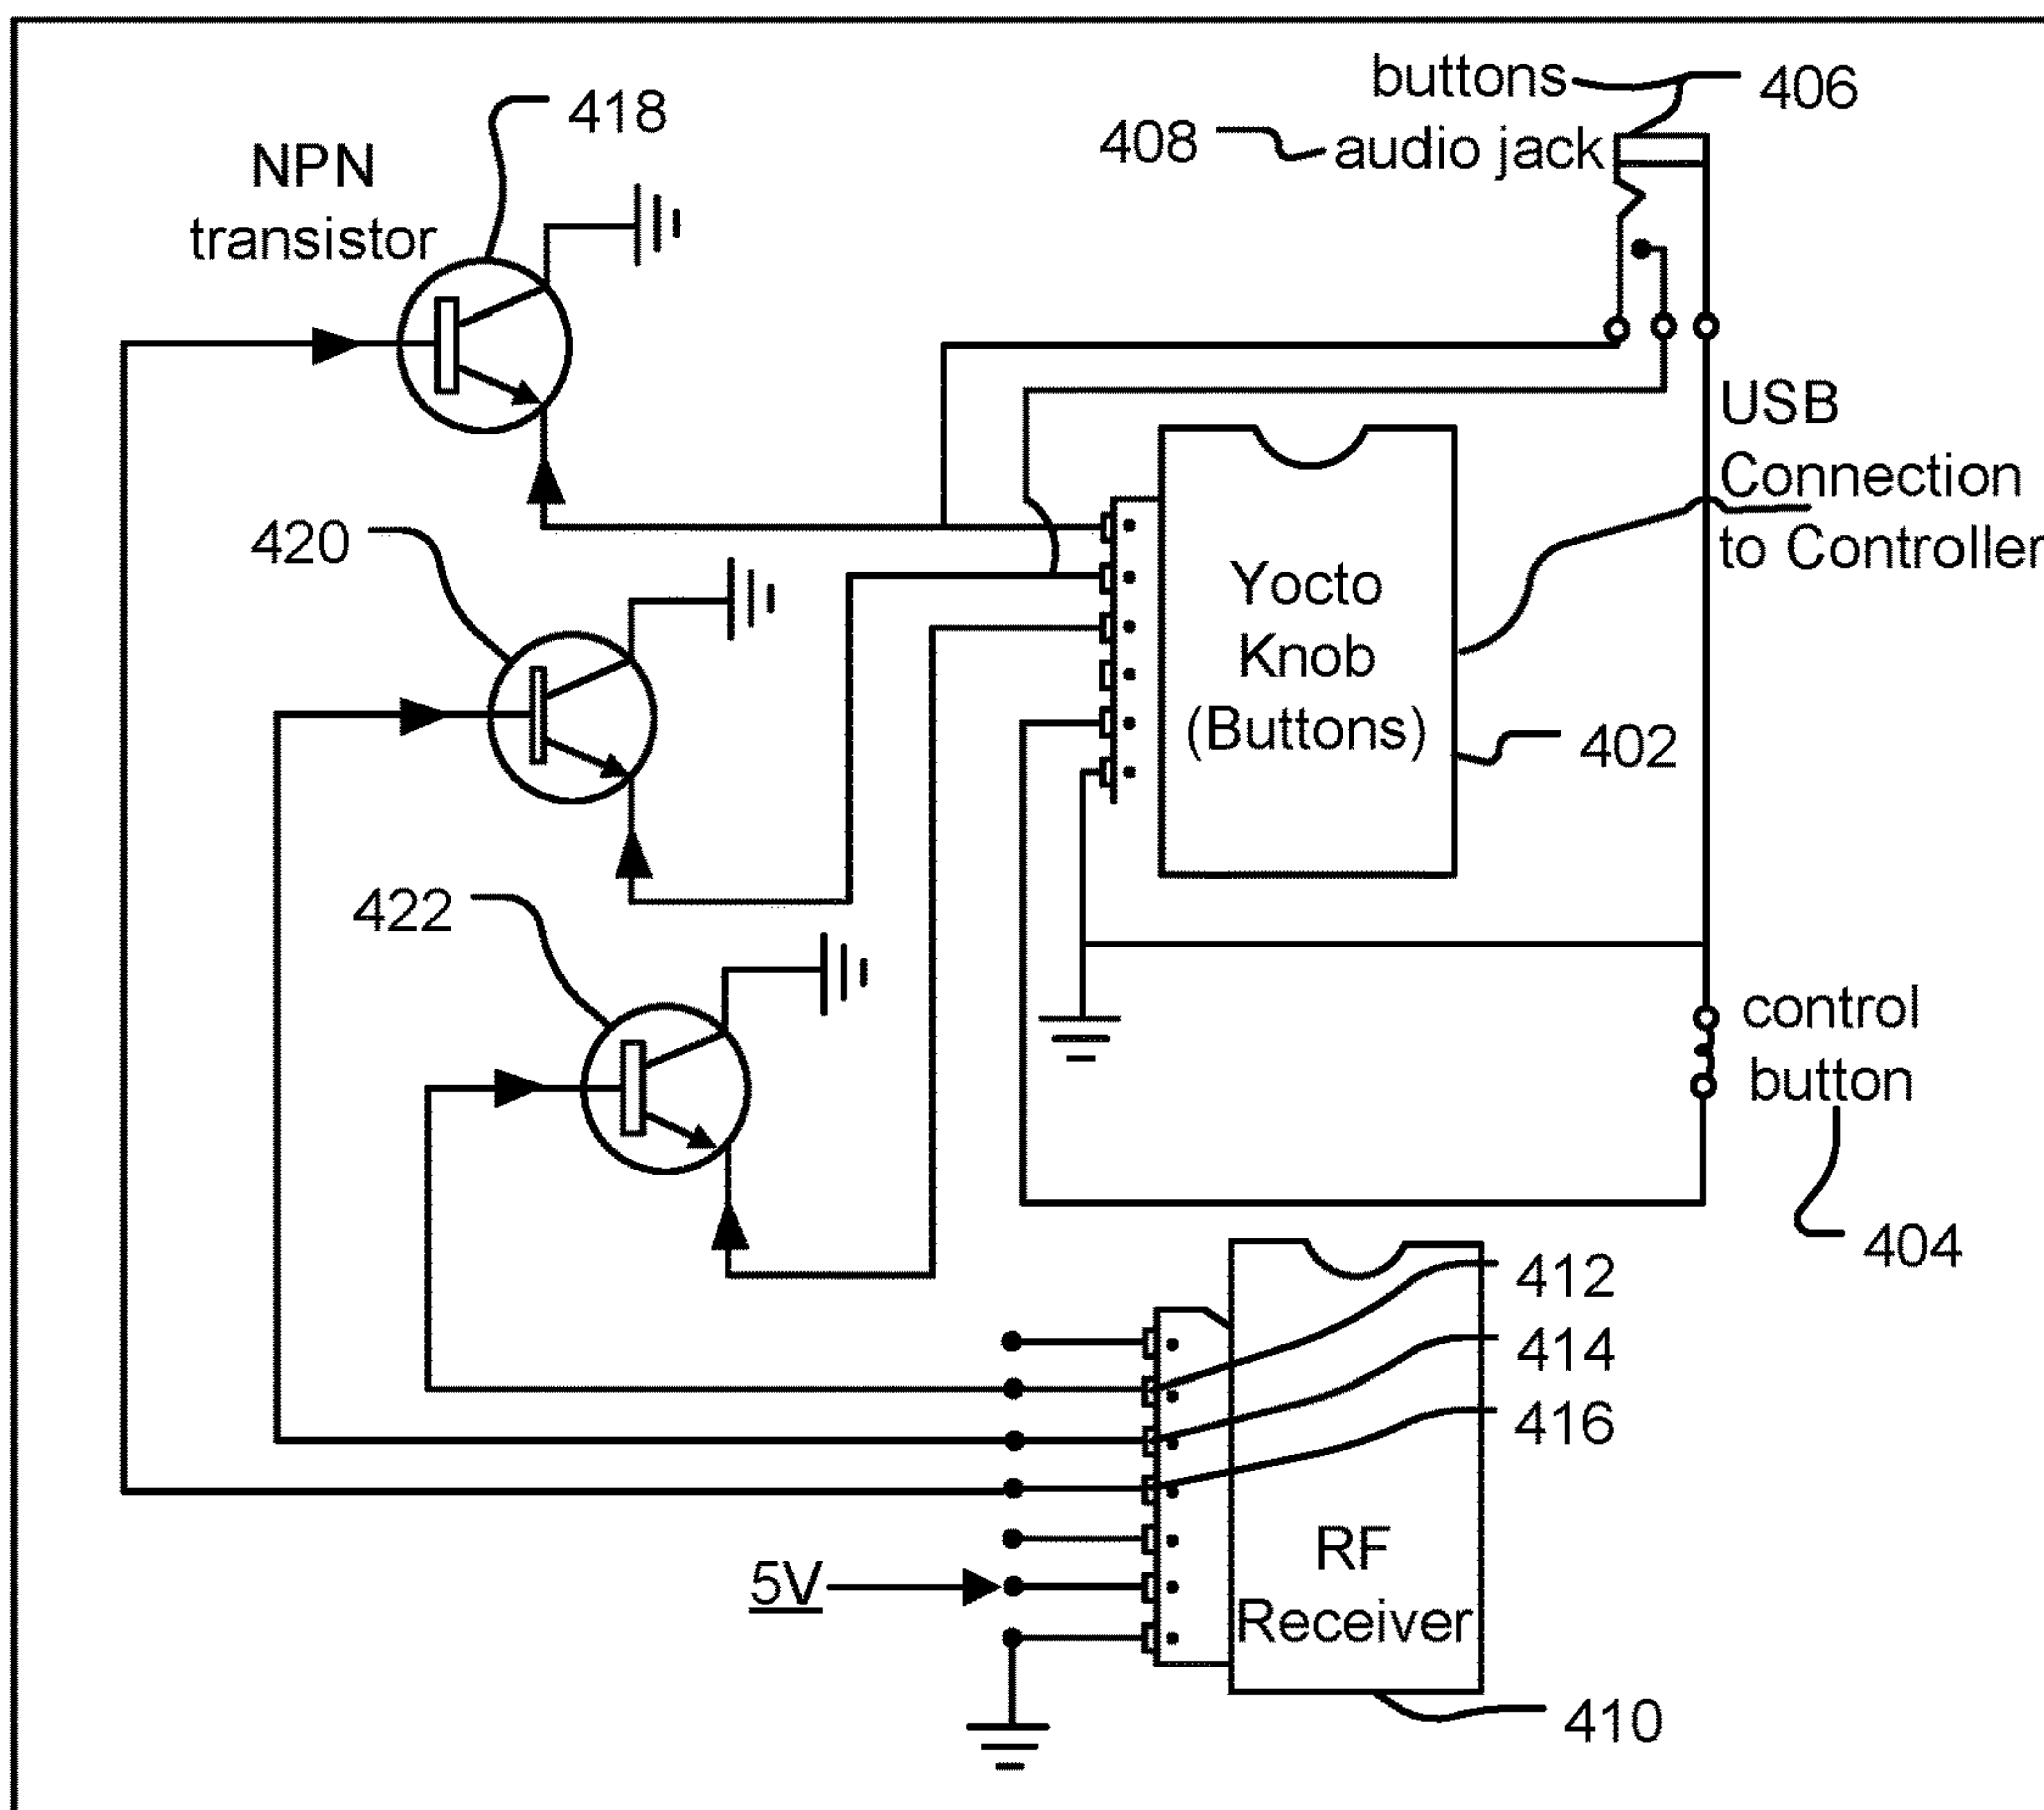 buttons
406
408
audio jack
418
NPN
transistor
USB
Connection
to Controller
420
Yocto
Knob
(Buttons)
402
422
control
button
404
412
414
416
5V
RF
Receiver
410